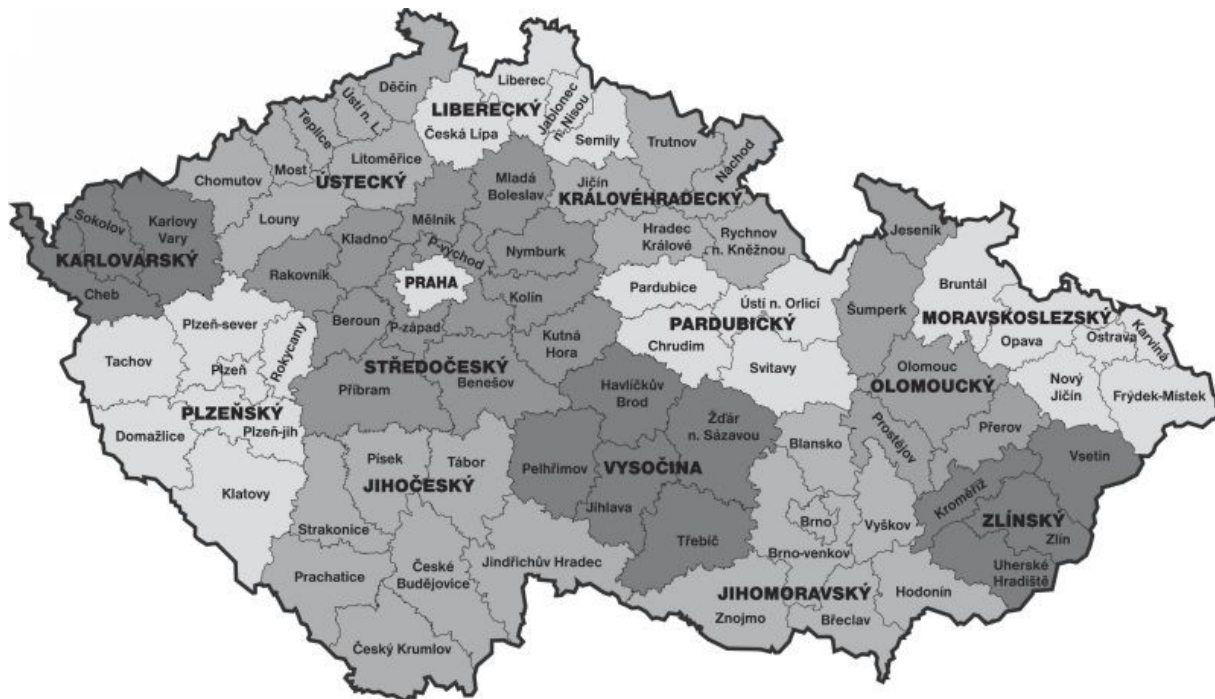 Děčín
Liberec
Ústí n. L.
LIBERECKÝ
Jablonec
n. Nisou
Teplice
Česká Lípa
Semily
Trutnov
Náchod
Most
Litoměřice
Chomutov
ÚSTECKÝ
Mladá
Boleslav
Jičín
KRÁLOVÉHRADECKÝ
Louny
Mělník
Sokolov
Karlovy
Vary
Kladno
P-východ
Nymburk
Hradec
Králové
Rychnov
n. Kněžnou
Jeseník
KARLOVARSKÝ
Rakovník
PRAHA
Pardubice
Bruntál
Cheb
Kolín
Ústí n. Orlicí
Šumperk
Plzeň-sever
Rokycany
Beroun
P-západ
Kutná
Hora
PARDUBICKÝ
Chrudim
MORAVSKOSLEZSKÝ
Opava
Ostrava
Karviná
Tachov
Plzeň
STŘEDOČESKÝ
Příbram
Benešov
Svitavy
Olomouc
OLOMOUCKÝ
Nový
Jičín
Frýdek-Místek
Havlíčkův
Brod
PLZEŇSKÝ
Plzeň-jih
Domažlice
Žďár
n. Sázavou
Prostějov
Přerov
Blansko
Písek
Tábor
Vsetín
Pelhřimov
VYSOČINA
JIHOČESKÝ
Klatovy
Kroměříž
Jihlava
ZLÍNSKÝ
Zlín
Strakonice
Brno
Vyškov
Třebíč
Brno-venkov
Jindřichův Hradec
Uherské
Hradiště
Prachatice
České
Budějovice
JIHOMORAVSKÝ
Hodonín
Znojmo
Břeclav
Český Krumlov